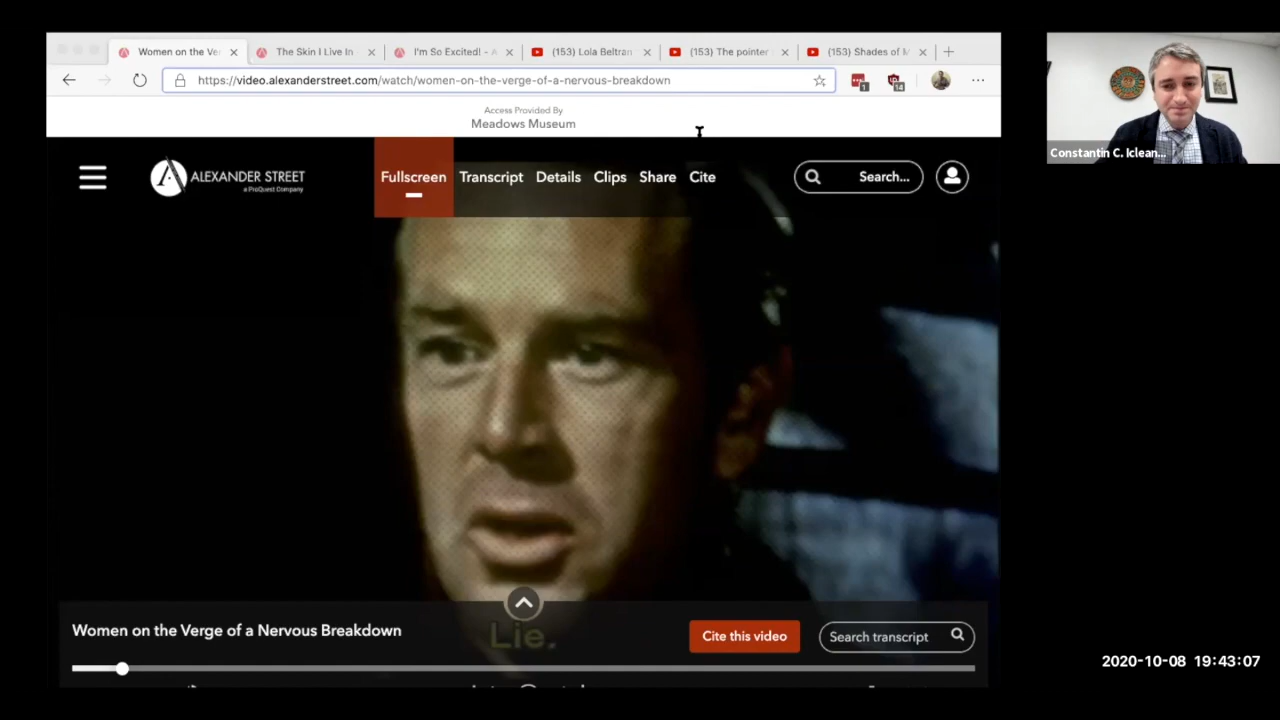 Women on the Ve
The Skin I Live In
I'm So Excited! - A
(153) Lola Beltran
(153) The pointer
(153) Shades of M
https://video.alexanderstreet.com/watch/women-on-the-verge-of-a-nervous-breakdown
1
14
Access Provided By
Meadows Museum
ALEXANDER STREET
a ProQuest Company
Fullscreen
Transcript
Details
Clips
Share
Cite
Search...
Constantin C. Iclean...
Women on the Verge of a Nervous Breakdown
Lie.
Cite this video
Search transcript
2020-10-08 19:43:07